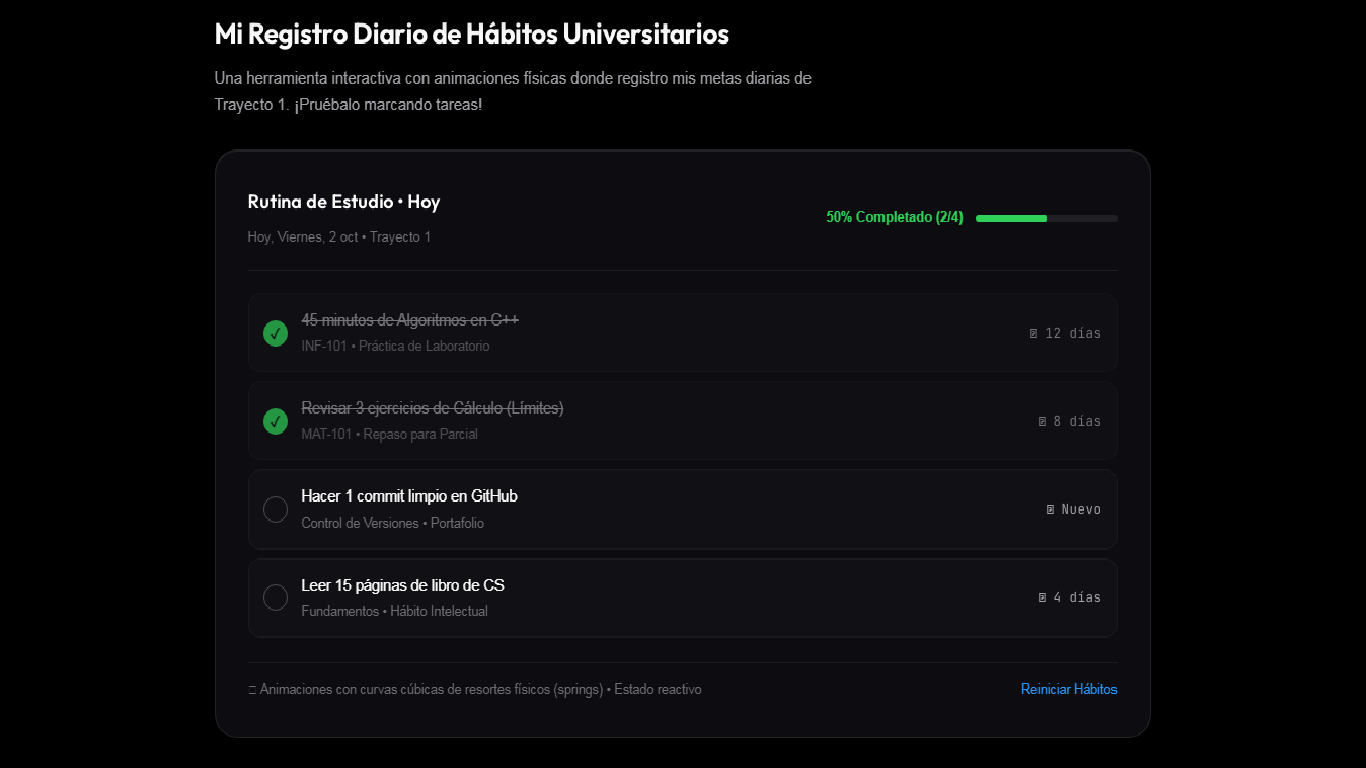 Mi Registro Diario de Hábitos Universitarios
Una herramienta interactiva con animaciones físicas donde registro mis metas diarias de
Trayecto 1. ¡Pruébalo marcando tareas!
Rutina de Estudio • Hoy
50% Completado (2/4)
Hoy, Viernes, 2 oct • Trayecto 1
45 minutos de Algoritmos en C++
INF-101 • Práctica de Laboratorio
12 días
Revisar 3 ejercicios de Cálculo (Límites)
MAT-101 • Repaso para Parcial
8 días
Hacer 1 commit limpio en GitHub
Control de Versiones • Portafolio
Nuevo
Leer 15 páginas de libro de CS
Fundamentos • Hábito Intelectual
4 días
Animaciones con curvas cúbicas de resortes físicos (springs) • Estado reactivo
Reiniciar Hábitos